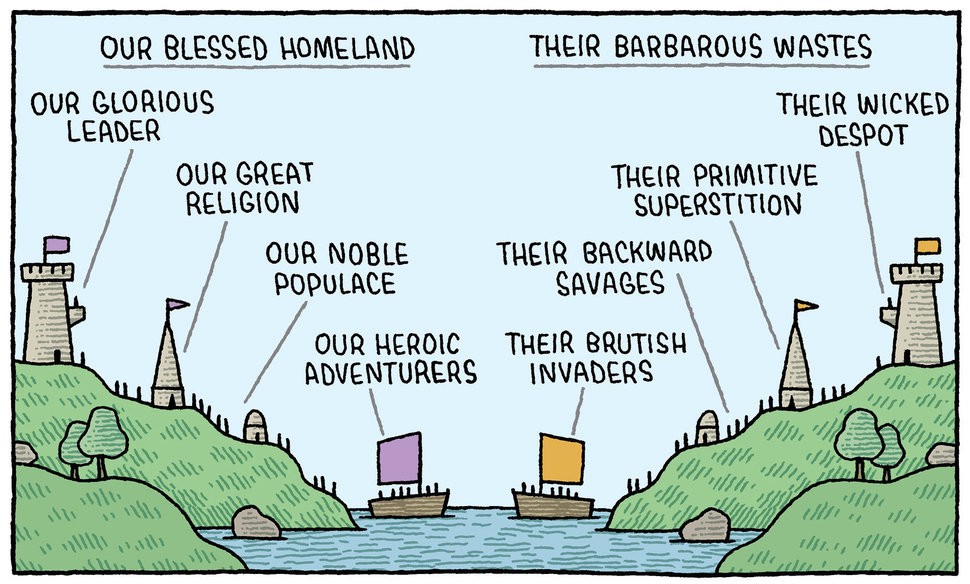 OUR BLESSED HOMELAND
THEIR BARBAROUS WASTES
OUR GLORIOUS
LEADER
THEIR WICKED
DESPOT
OUR GREAT
RELIGION
THEIR PRIMITIVE
SUPERSTITION
OUR NOBLE
POPULACE
THEIR BACKWARD
SAVAGES
OUR HEROIC
ADVENTURERS
THEIR BRUTISH
INVADERS